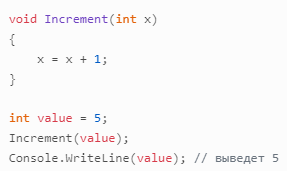 void Increment(int x)
{
    x = x + 1;
}

int value = 5;
Increment(value);
Console.WriteLine(value); // выведет 5